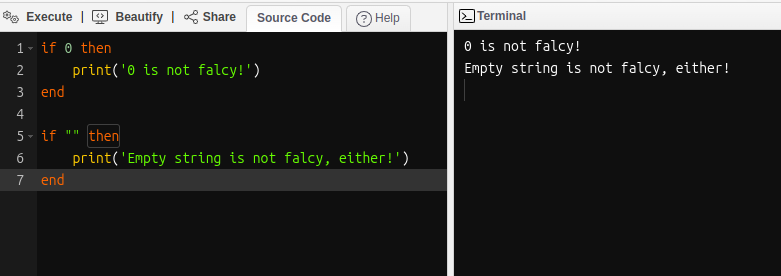 Execute | Beautify | Share Source Code Help
1 if 0 then
2     print('0 is not falcy!')
3 end
4
5 if "" then
6     print('Empty string is not falcy, either!')
7 end
Terminal
0 is not falcy!
Empty string is not falcy, either!